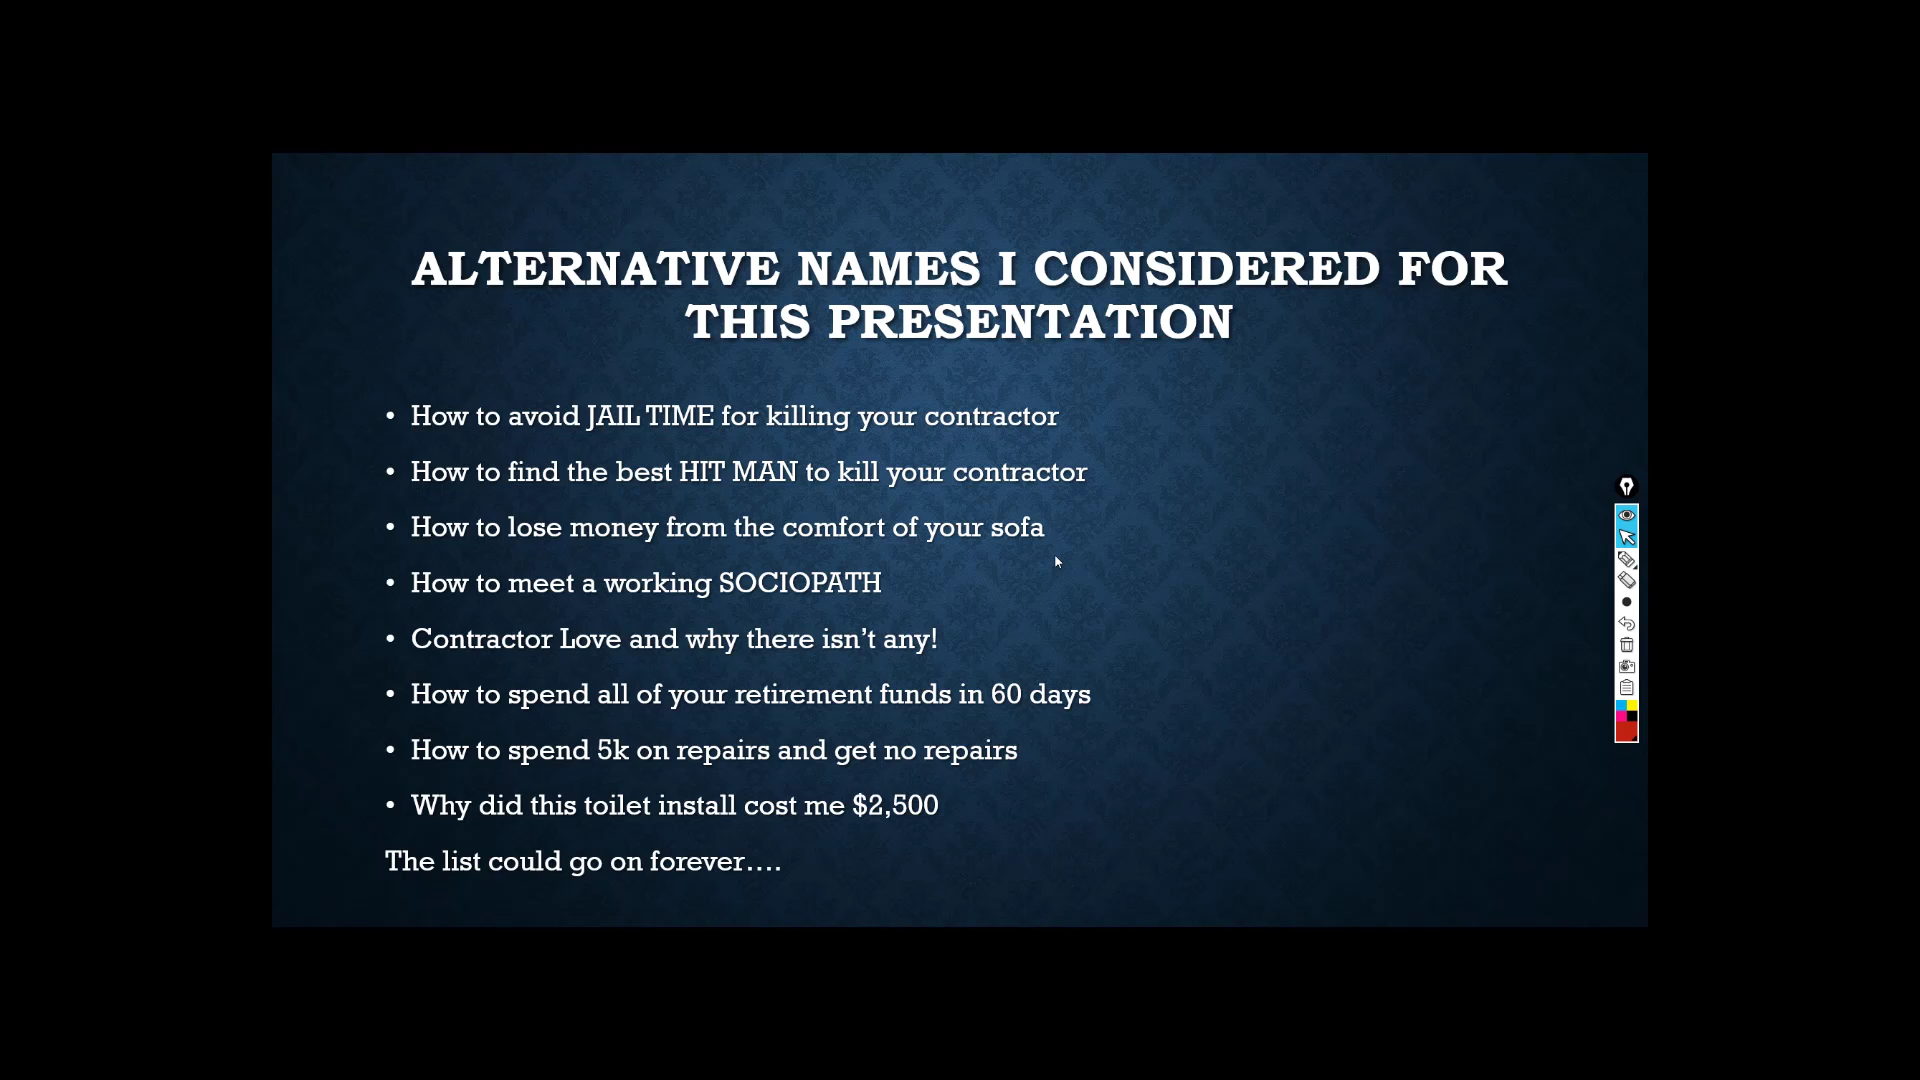 ALTERNATIVE NAMES I CONSIDERED FOR
THIS PRESENTATION
• How to avoid JAIL TIME for killing your contractor
• How to find the best HIT MAN to kill your contractor
• How to lose money from the comfort of your sofa
• How to meet a working SOCIOPATH
• Contractor Love and why there isn’t any!
• How to spend all of your retirement funds in 60 days
• How to spend 5k on repairs and get no repairs
• Why did this toilet install cost me $2,500
The list could go on forever….